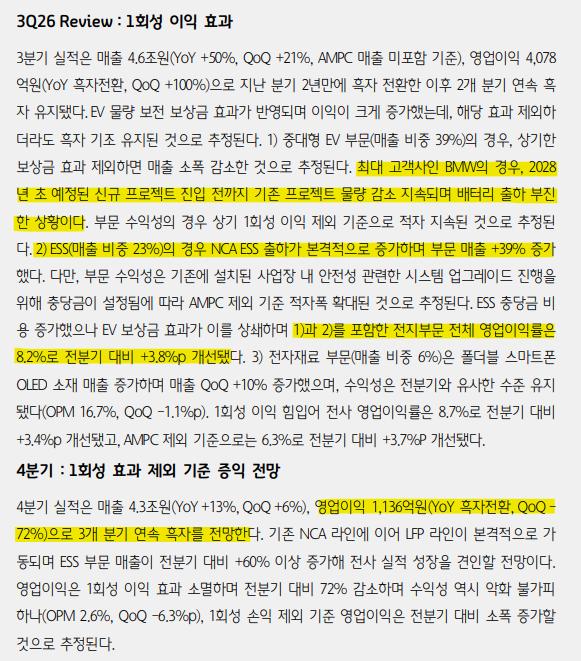 3Q26 Review : 1회성 이익 효과
3분기 실적은 매출 4.6조원(YoY +50%, QoQ +21%, AMPC 매출 미포함 기준), 영업이익 4,078
억원(YoY 흑자전환, QoQ +100%)으로 지난 분기 2년만에 흑자 전환한 이후 2개 분기 연속 흑
자 유지됐다. EV 물량 보전 보상금 효과가 반영되며 이익이 크게 증가했는데, 해당 효과 제외하
더라도 흑자 기조 유지된 것으로 추정된다. 1) 중대형 EV 부문(매출 비중 39%)의 경우, 상기한
보상금 효과 제외하면 매출 소폭 감소한 것으로 추정된다. 최대 고객사인 BMW의 경우, 2028
년 초 예정된 신규 프로젝트 진입 전까지 기존 프로젝트 물량 감소 지속되며 배터리 출하 부진
한 상황이다. 부문 수익성의 경우 상기 1회성 이익 제외 기준으로 적자 지속된 것으로 추정된
다. 2) ESS(매출 비중 23%)의 경우 NCA ESS 출하가 본격적으로 증가하며 부문 매출 +39% 증가
했다. 다만, 부문 수익성은 기존에 설치된 사업장 내 안전성 관련한 시스템 업그레이드 진행을
위해 충당금이 설정됨에 따라 AMPC 제외 기준 적자폭 확대된 것으로 추정된다. ESS 충당금 비
용 증가했으나 EV 보상금 효과가 이를 상쇄하며 1)과 2)를 포함한 전지부문 전체 영업이익률은
8.2%로 전분기 대비 +3.8%p 개선됐다. 3) 전자재료 부문(매출 비중 6%)은 폴더블 스마트폰
OLED 소재 매출 증가하며 매출 QoQ +10% 증가했으며, 수익성은 전분기와 유사한 수준 유지
됐다(OPM 16.7%, QoQ -1.1%p). 1회성 이익 힘입어 전사 영업이익률은 8.7%로 전분기 대비
+3.4%p 개선됐고, AMPC 제외 기준으로는 6.3%로 전분기 대비 +3.7%P 개선됐다.
4분기 : 1회성 효과 제외 기준 증익 전망
4분기 실적은 매출 4.3조원(YoY +13%, QoQ +6%), 영업이익 1,136억원(YoY 흑자전환, QoQ -
72%)으로 3개 분기 연속 흑자를 전망한다. 기존 NCA 라인에 이어 LFP 라인이 본격적으로 가
동되며 ESS 부문 매출이 전분기 대비 +60% 이상 증가해 전사 실적 성장을 견인할 전망이다.
영업이익은 1회성 이익 효과 소멸하며 전분기 대비 72% 감소하며 수익성 역시 악화 불가피
하나(OPM 2.6%, QoQ -6.3%p), 1회성 손익 제외 기준 영업이익은 전분기 대비 소폭 증가할
것으로 추정된다.